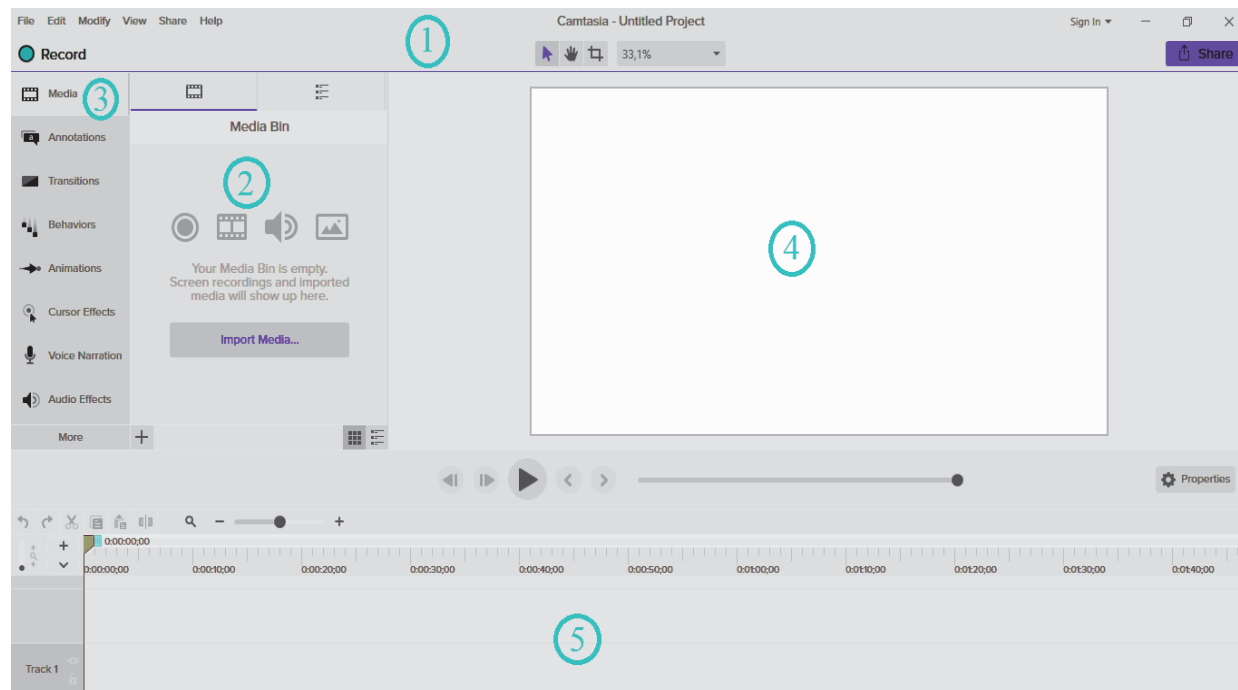 File Edit Modify View Share Help
Camtasia - Untitled Project
Sign In
1
Record
33,1%
Share
Media
3
Annotations
Transitions
Behaviors
Animations
Cursor Effects
Voice Narration
Audio Effects
More
Media Bin
2
Your Media Bin is empty.
Screen recordings and imported
media will show up here.
Import Media...
4
Properties
0:00:00;00
0:00:00;00 0:00:10;00 0:00:20;00 0:00:30;00 0:00:40;00 0:00:50;00 0:01:00;00 0:01:10;00 0:01:20;00 0:01:30;00 0:01:40;00
5
Track 1